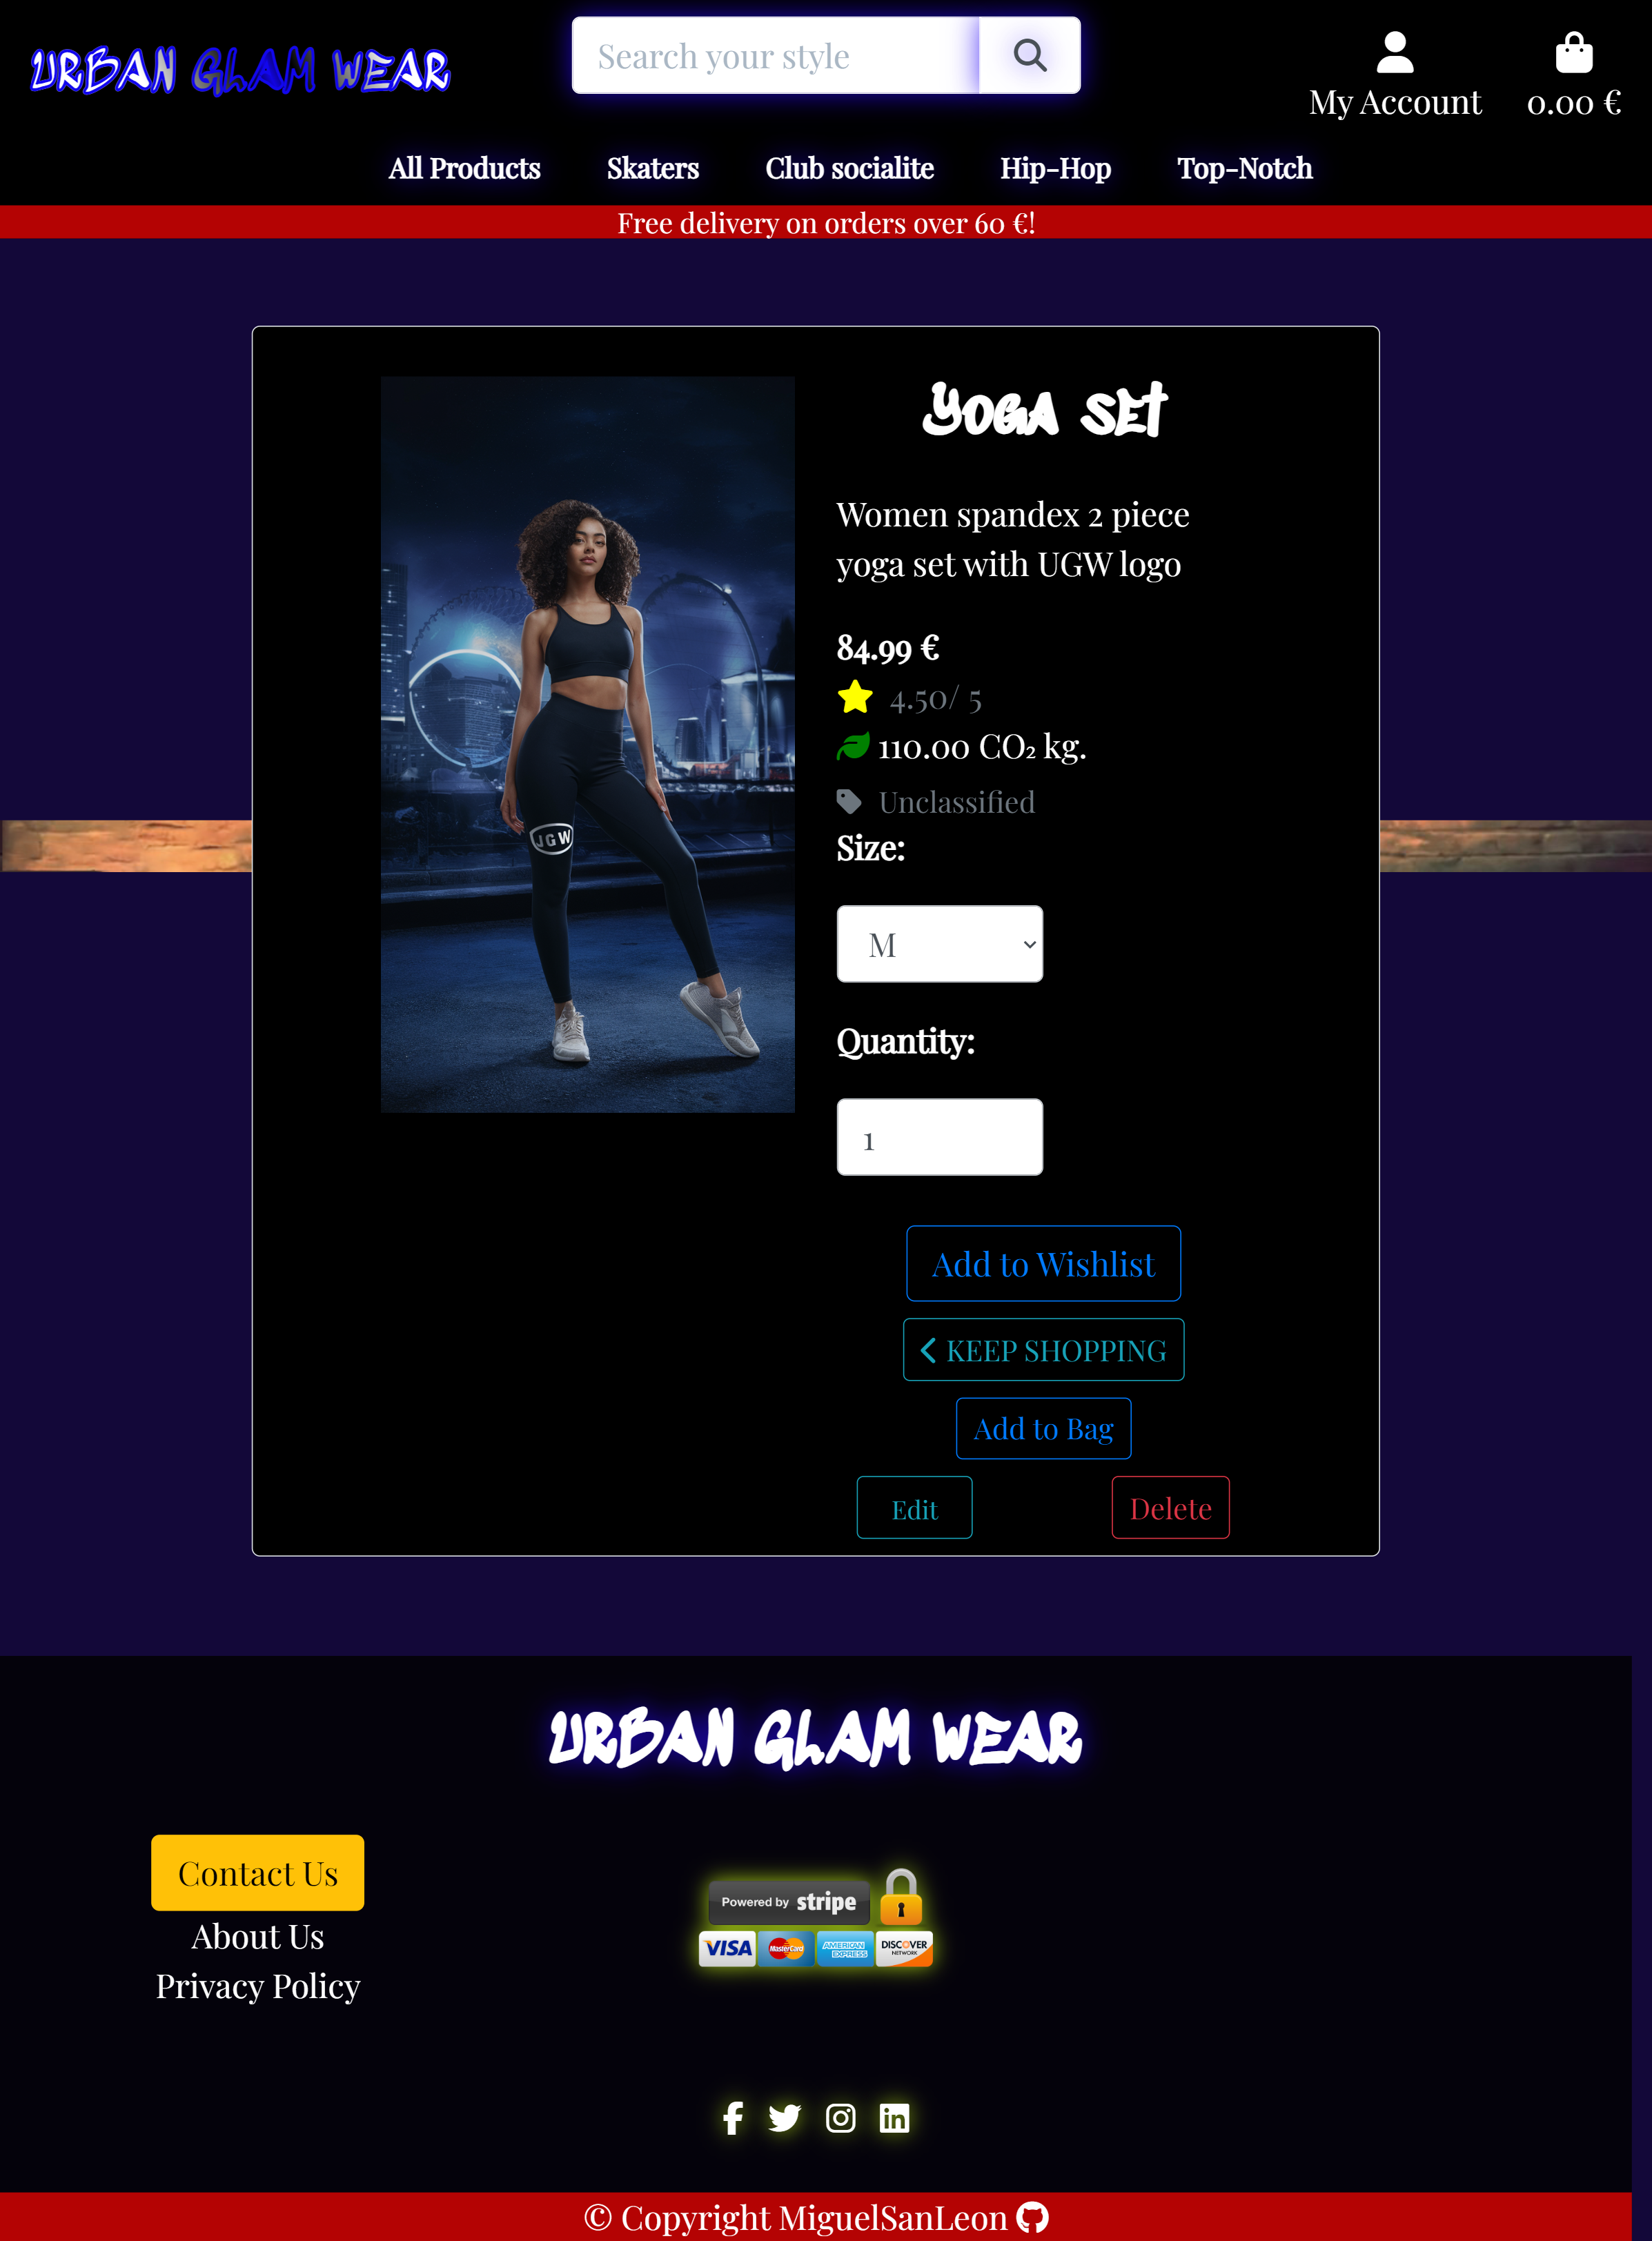 URBAN GLAM WEAR
Search your style
My Account
0.00 €
All Products
Skaters
Club socialite
Hip-Hop
Top-Notch
Free delivery on orders over 60 €!
YOGA SET
Women spandex 2 piece
yoga set with UGW logo
84.99 €
4.50/ 5
110.00 CO₂ kg.
Unclassified
Size:
M
Quantity:
1
JGW
Add to Wishlist
KEEP SHOPPING
Add to Bag
Edit
Delete
URBAN GLAM WEAR
Contact Us
About Us
Privacy Policy
Powered by stripe
VISA
MasterCard
AMERICAN EXPRESS
DISCOVER NETWORK
© Copyright MiguelSanLeon